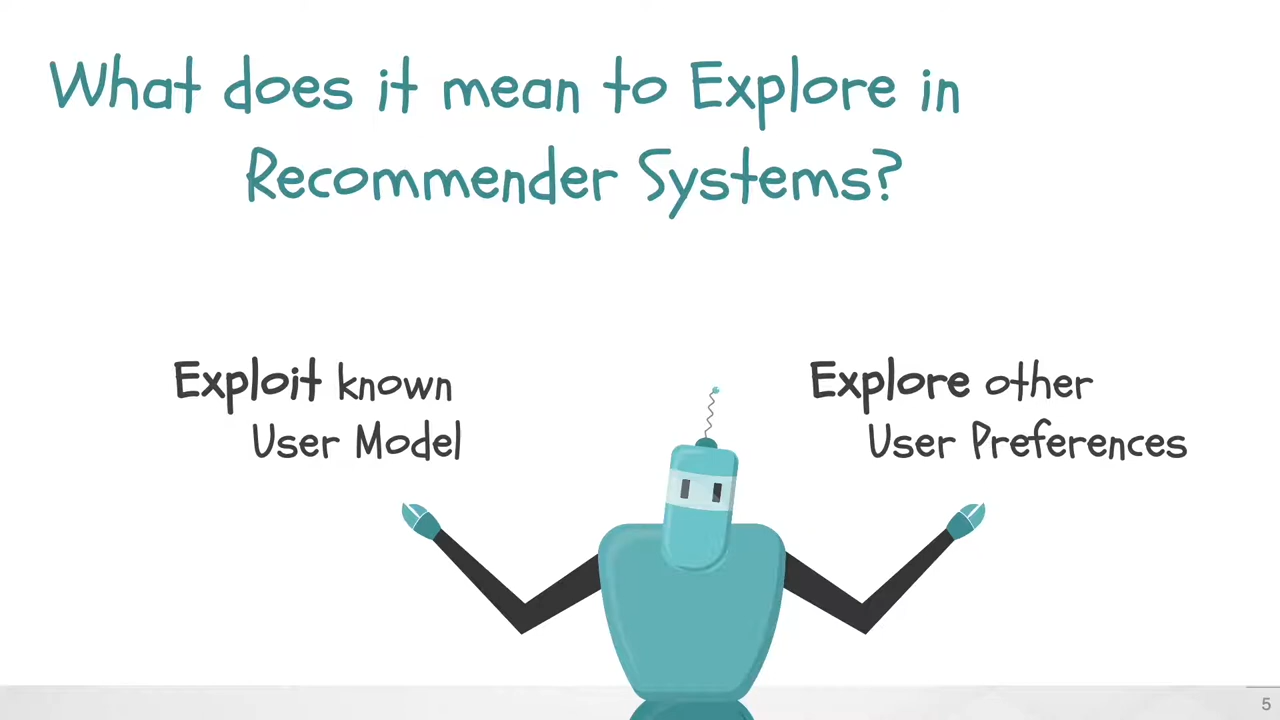 What does it mean to Explore in
Recommender Systems?
Exploit known
User Model
Explore other
User Preferences
5